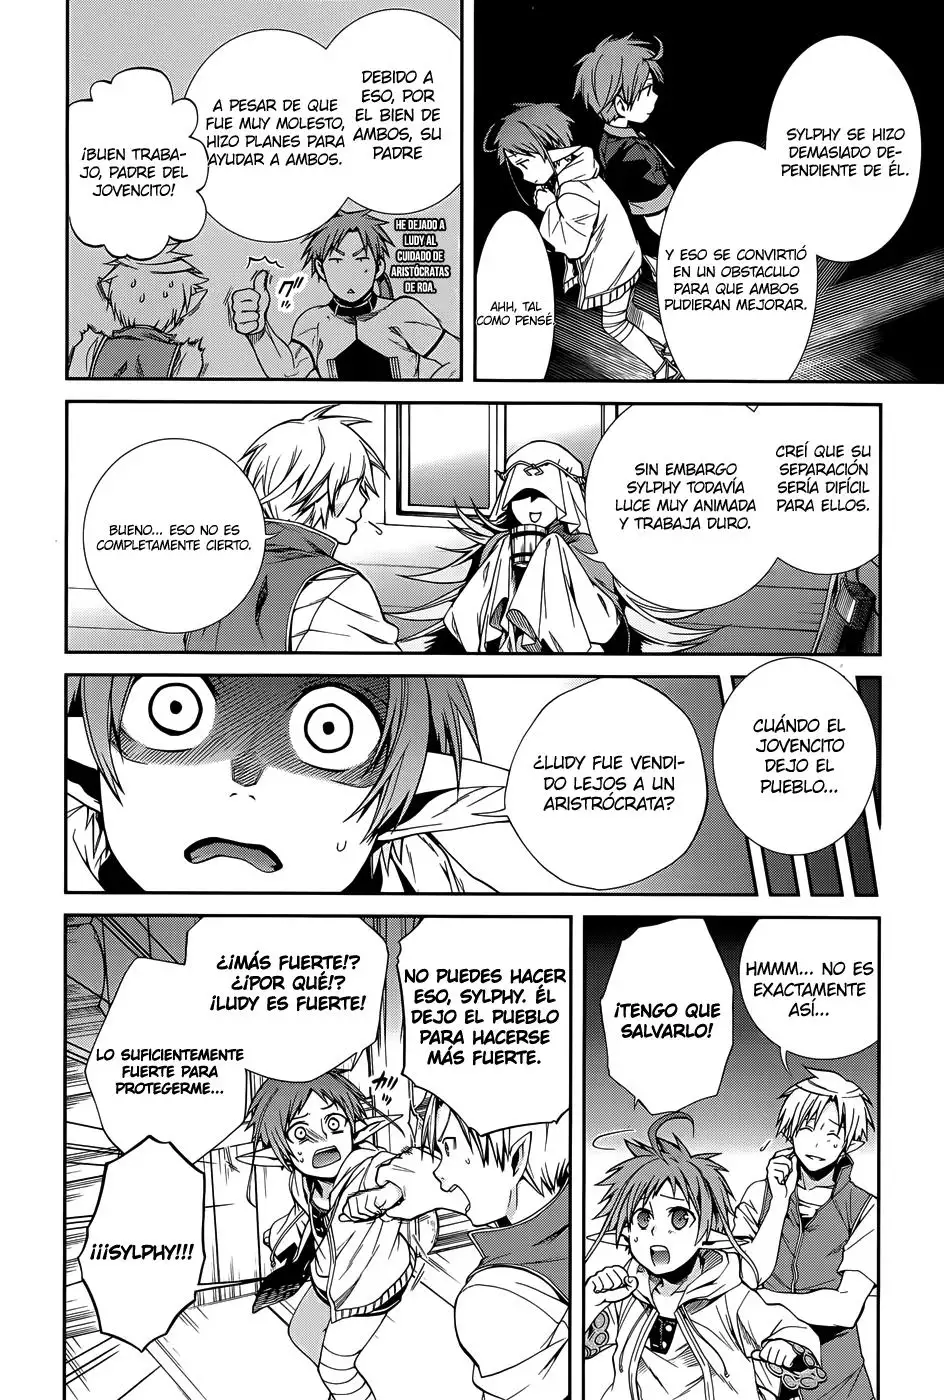 SYLPHY SE HIZO
DEMASIADO DE-
PENDIENTE DE ÉL.
Y ESO SE CONVIRTIÓ
EN UN OBSTACULO
PARA QUE AMBOS
PUDIERAN MEJORAR.
AHH, TAL
COMO PENSÉ.
DEBIDO A
ESO, POR
EL BIEN DE
AMBOS, SU
PADRE
A PESAR DE QUE
FUE MUY MOLESTO,
HIZO PLANES PARA
AYUDAR A AMBOS.
HE DEJADO A
LUDY AL
CUIDADO DE
ARISTÓCRATAS
DE ROA.
¡BUEN TRABA-
JO, PADRE DEL
JOVENCITO!
CREÍ QUE SU
SEPARACIÓN
SERÍA DIFÍCIL
PARA ELLOS.
SIN EMBARGO
SYLPHY TODAVÍA
LUCE MUY ANIMADA
Y TRABAJA DURO.
BUENO... ESO NO ES
COMPLETAMENTE CIERTO.
CUÁNDO EL
JOVENCITO
DEJO EL
PUEBLO...
¿LUDY FUE VENDI-
DO LEJOS A UN
ARISTRÓCRATA?
HMMM... NO ES
EXACTAMENTE
ASÍ...
¡TENGO QUE
SALVARLO!
NO PUEDES HACER
ESO, SYLPHY. ÉL
DEJO EL PUEBLO
PARA HACERSE
MÁS FUERTE.
¿¡MÁS FUERTE!?
¿¡POR QUÉ!?
¡LUDY ES FUERTE!
LO SUFICIENTEMENTE
FUERTE PARA
PROTEGERME...
¡¡¡SYLPHY!!!